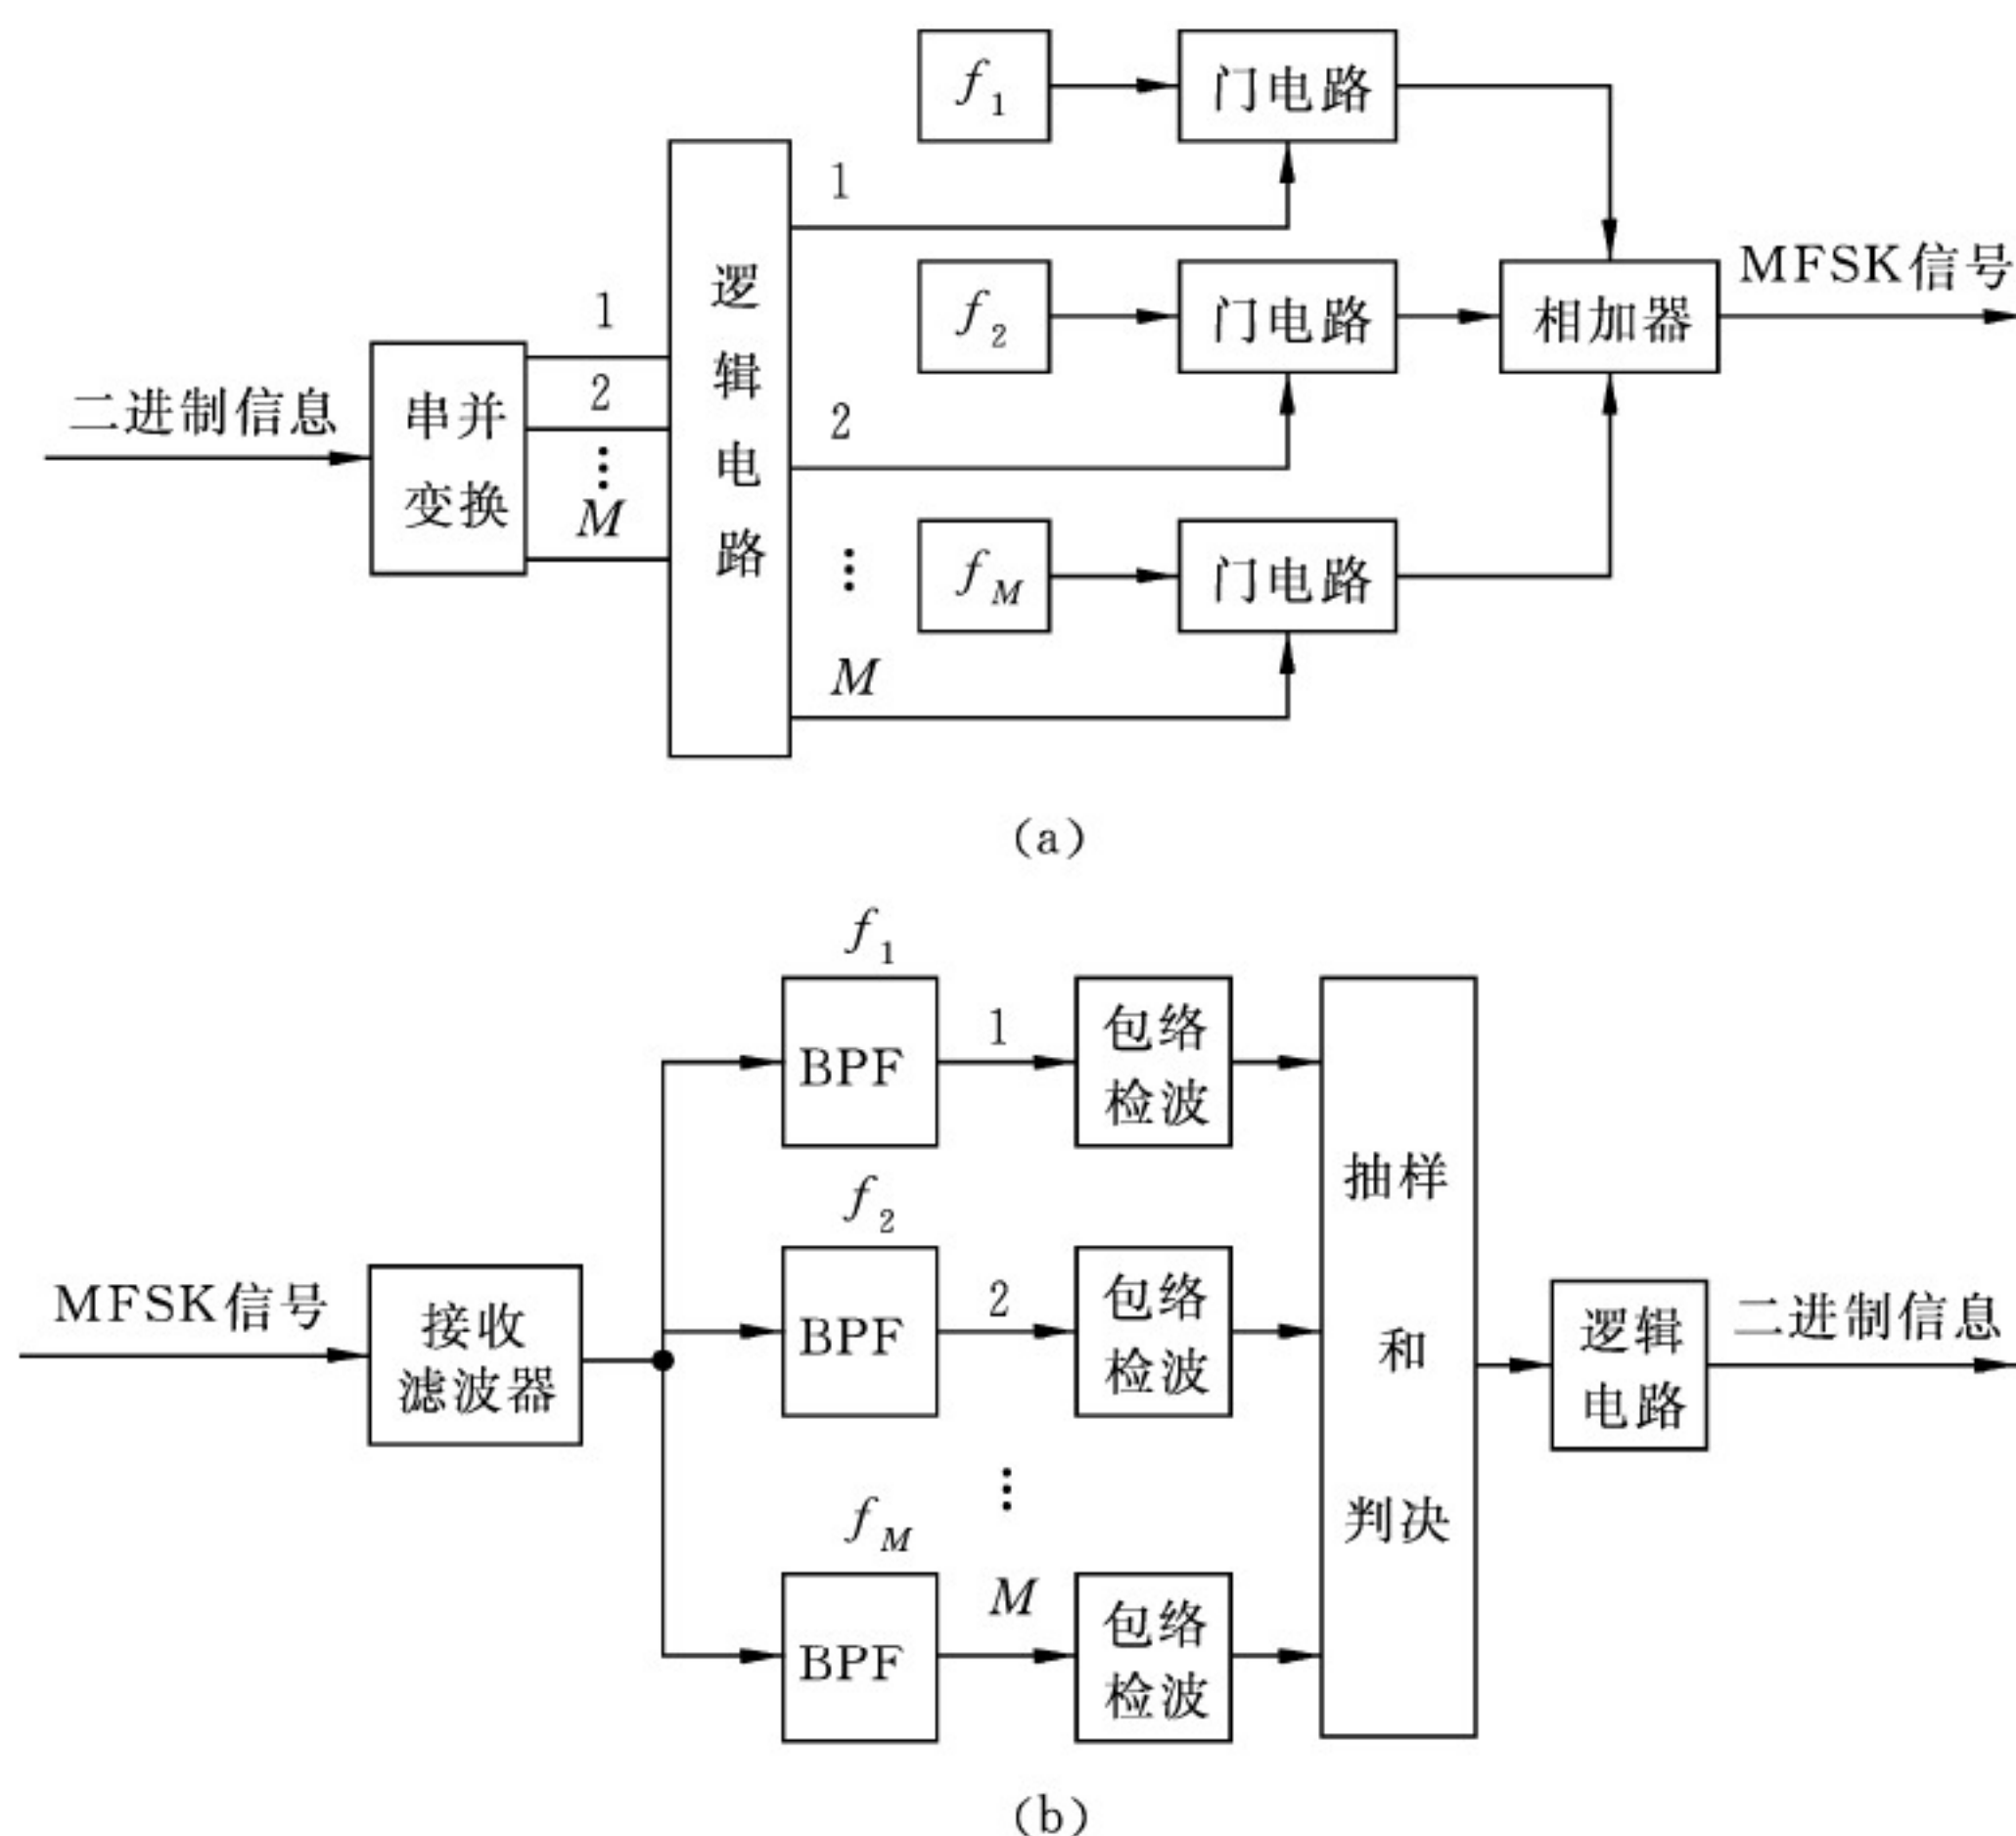 f1
门电路
1
逻辑电路
f2
门电路
相加器
MFSK信号
1
2
⋮
M
二进制信息
串并
变换
2
⋮
fM
门电路
M
(a)
f1
BPF
1
包络
检波
f2
BPF
2
包络
检波
抽样
和
判决
MFSK信号
接收
滤波器
逻辑
电路
二进制信息
⋮
fM
BPF
M
包络
检波
(b)